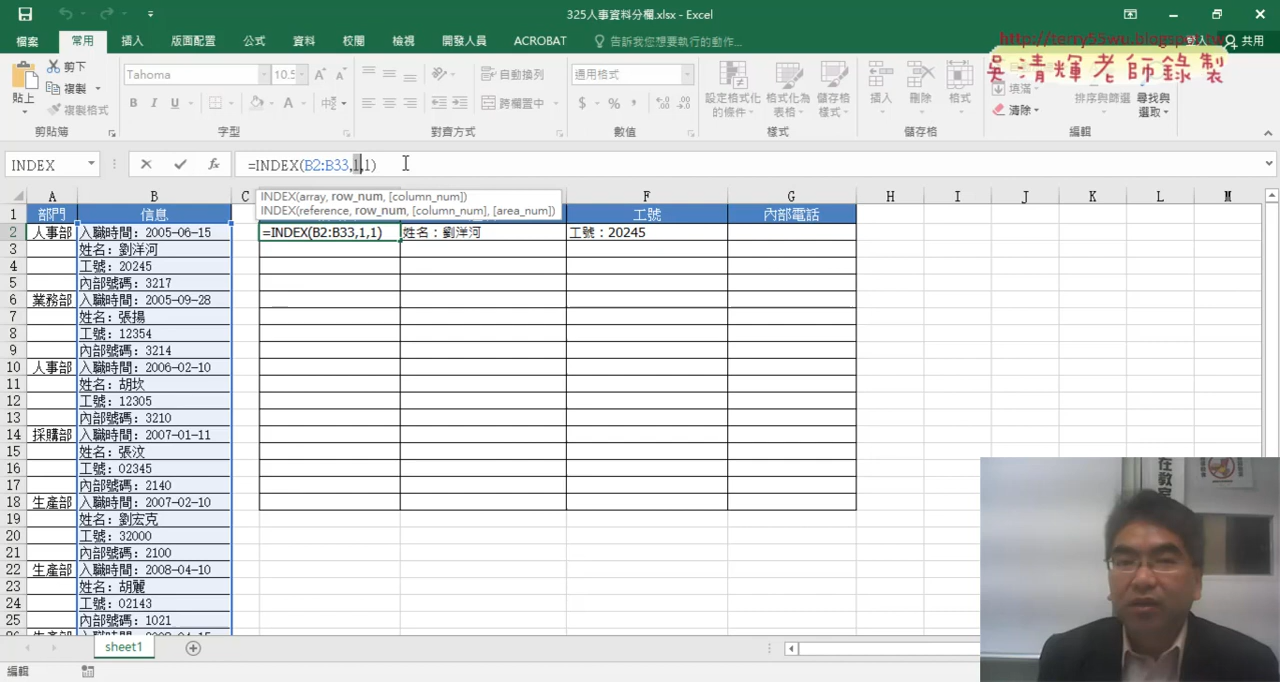 325人事資料分欄.xlsx - Excel
http://terry55wu.blogspot.tw
吳清輝老師錄製
檔案 常用 插入 版面配置 公式 資料 校閱 檢視 開發人員 ACROBAT 告訴我您想要執行的動作... 登入 共用
貼上 剪下 複製 複製格式 剪貼簿
Tahoma 10.5 B I U A 中 字型
自動換列 跨欄置中 對齊方式
通用格式 $ % , 數值
設定格式化的條件 格式化為表格 儲存格樣式 樣式
插入 刪除 格式 儲存格
填滿 清除 排序與篩選 尋找與選取 編輯
INDEX fx =INDEX(B2:B33,1,1)
INDEX(array, row_num, [column_num])
INDEX(reference, row_num, [column_num], [area_num])
A B C F G H I J K L M
1 部門 信息 工號 內部電話
2 人事部 入職時間：2005-06-15 =INDEX(B2:B33,1,1) 姓名：劉洋河 工號：20245
3 姓名：劉洋河
4 工號：20245
5 內部號碼：3217
6 業務部 入職時間：2005-09-28
7 姓名：張揚
8 工號：12354
9 內部號碼：3214
10 人事部 入職時間：2006-02-10
11 姓名：胡坎
12 工號：12305
13 內部號碼：3210
14 採購部 入職時間：2007-01-11
15 姓名：張汶
16 工號：02345
17 內部號碼：2140
18 生產部 入職時間：2007-02-10
19 姓名：劉宏克
20 工號：32000
21 內部號碼：2100
22 生產部 入職時間：2008-04-10
23 姓名：胡麗
24 工號：02143
25 內部號碼：1021
sheet1
編輯
在教室